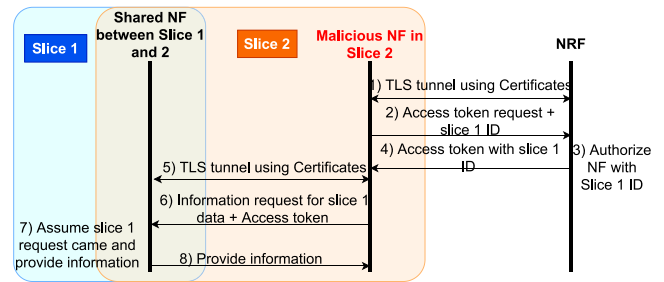 Shared NF
between Slice 1
and 2
Slice 1
Slice 2
Malicious NF in
Slice 2
NRF
1) TLS tunnel using Certificates
2) Access token request +
slice 1 ID
3) Authorize
NF with
Slice 1 ID
4) Access token with slice 1
ID
5) TLS tunnel using Certificates
6) Information request for slice 1
data + Access token
7) Assume slice 1
request came and
provide information
8) Provide information